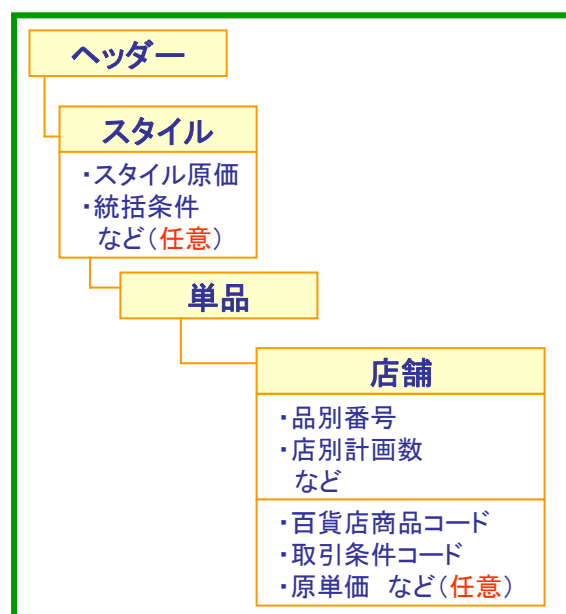 ヘッダー
スタイル
・スタイル原価
・統括条件
など(任意)
単品
店舗
・品別番号
・店別計画数
など
・百貨店商品コード
・取引条件コード
・原単価 など(任意)